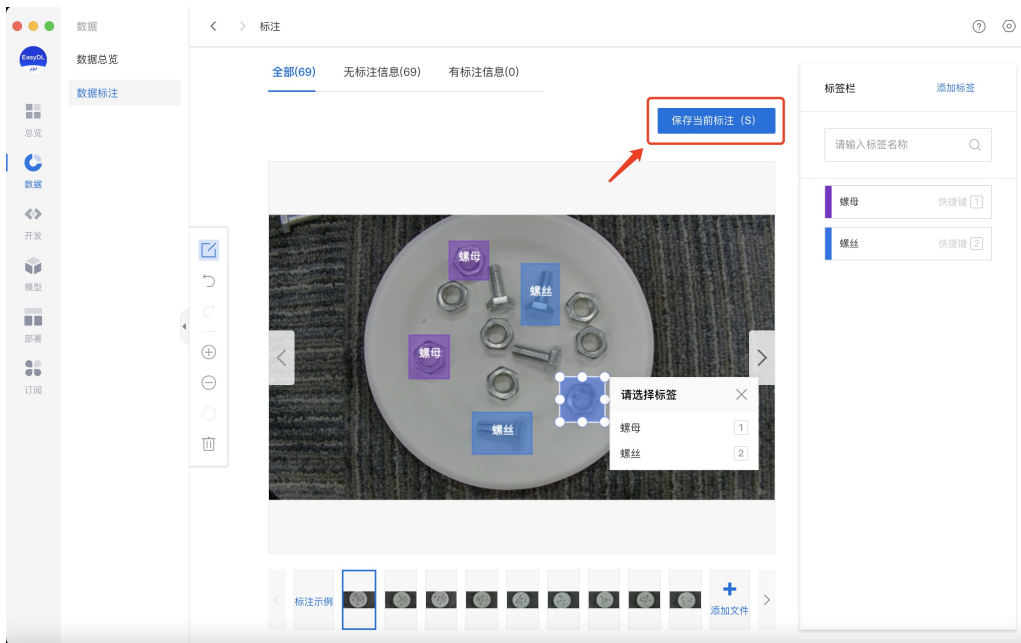 数据
标注
EasyDL
数据总览
数据标注
总览
数据
开发
模型
部署
订阅
全部(69)
无标注信息(69)
有标注信息(0)
保存当前标注（S）
标签栏
添加标签
请输入标签名称
螺母
快捷键 1
螺丝
快捷键 2
螺母
螺丝
螺母
螺丝
请选择标签
螺母 1
螺丝 2
标注示例
添加文件